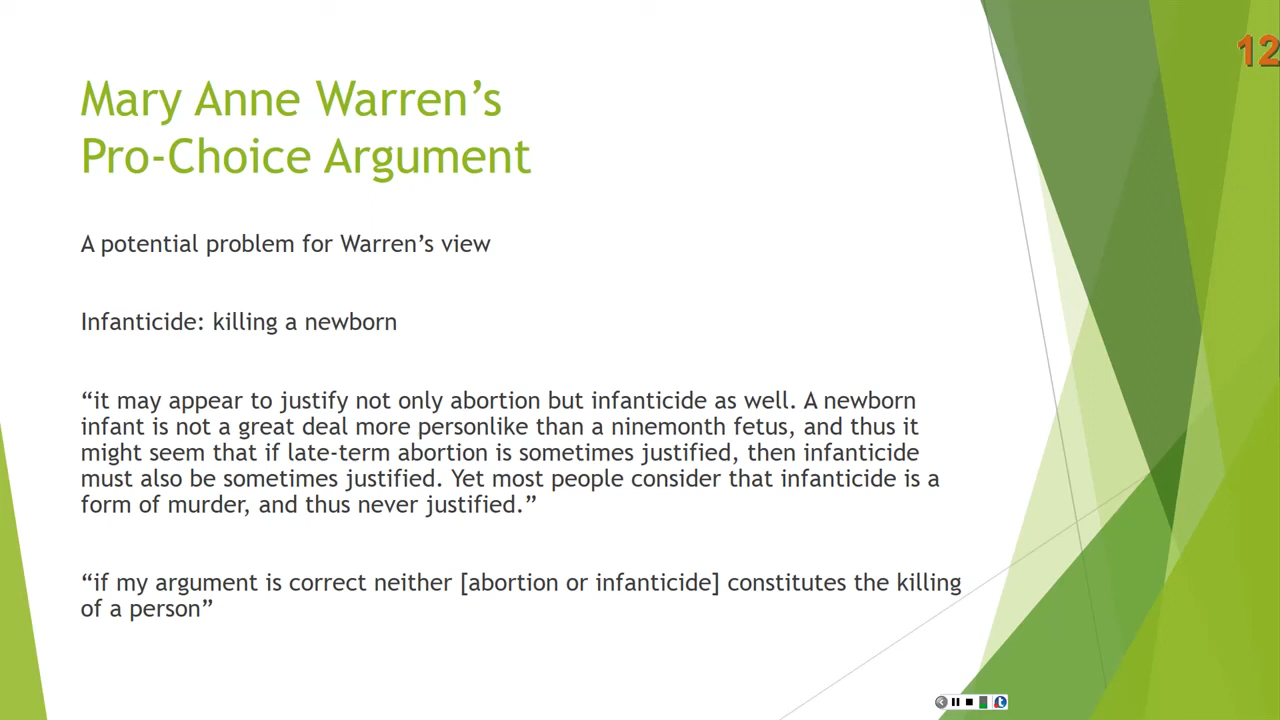 12
Mary Anne Warren’s
Pro-Choice Argument
A potential problem for Warren’s view
Infanticide: killing a newborn
“it may appear to justify not only abortion but infanticide as well. A newborn
infant is not a great deal more personlike than a ninemonth fetus, and thus it
might seem that if late-term abortion is sometimes justified, then infanticide
must also be sometimes justified. Yet most people consider that infanticide is a
form of murder, and thus never justified.”
“if my argument is correct neither [abortion or infanticide] constitutes the killing
of a person”